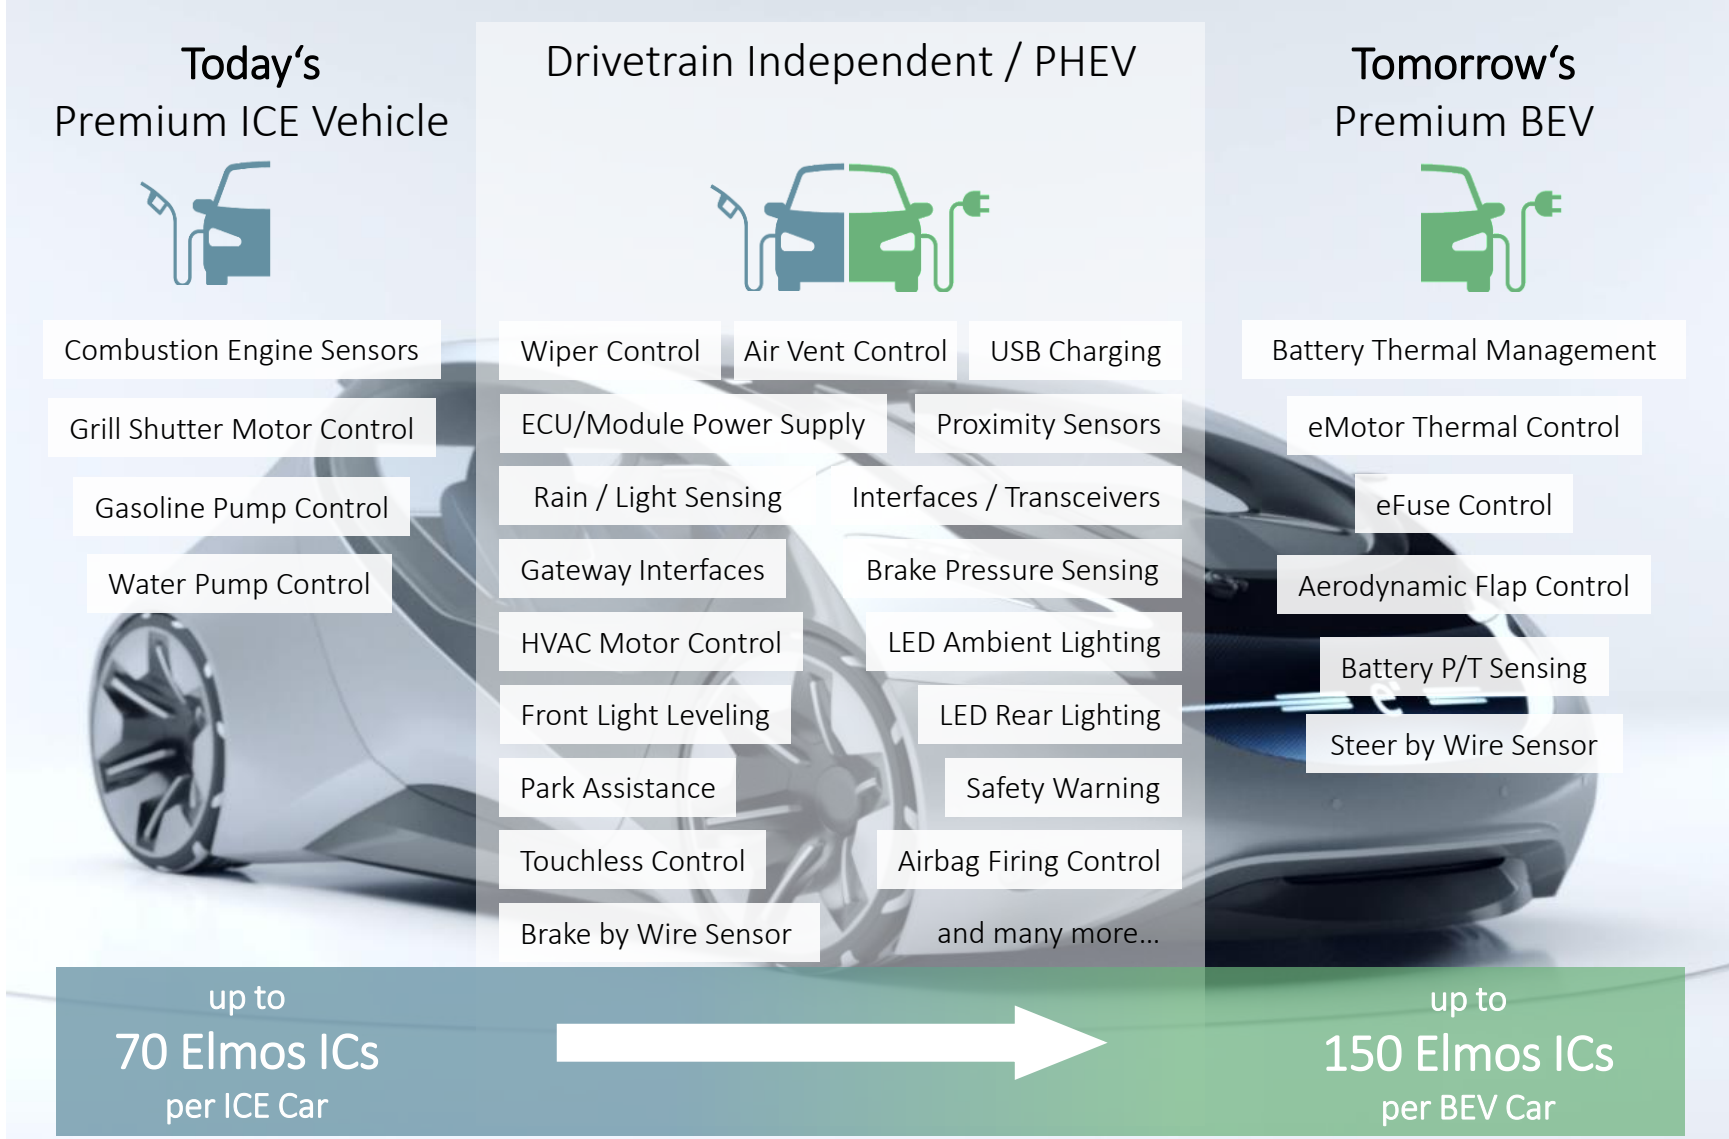 Today‘s
Premium ICE Vehicle
Combustion Engine Sensors
Grill Shutter Motor Control
Gasoline Pump Control
Water Pump Control
Drivetrain Independent / PHEV
Wiper Control
Air Vent Control
USB Charging
ECU/Module Power Supply
Proximity Sensors
Rain / Light Sensing
Interfaces / Transceivers
Gateway Interfaces
Brake Pressure Sensing
HVAC Motor Control
LED Ambient Lighting
Front Light Leveling
LED Rear Lighting
Park Assistance
Safety Warning
Touchless Control
Airbag Firing Control
Brake by Wire Sensor
and many more...
Tomorrow‘s
Premium BEV
Battery Thermal Management
eMotor Thermal Control
eFuse Control
Aerodynamic Flap Control
Battery P/T Sensing
e
Steer by Wire Sensor
up to
70 Elmos ICs
per ICE Car
up to
150 Elmos ICs
per BEV Car